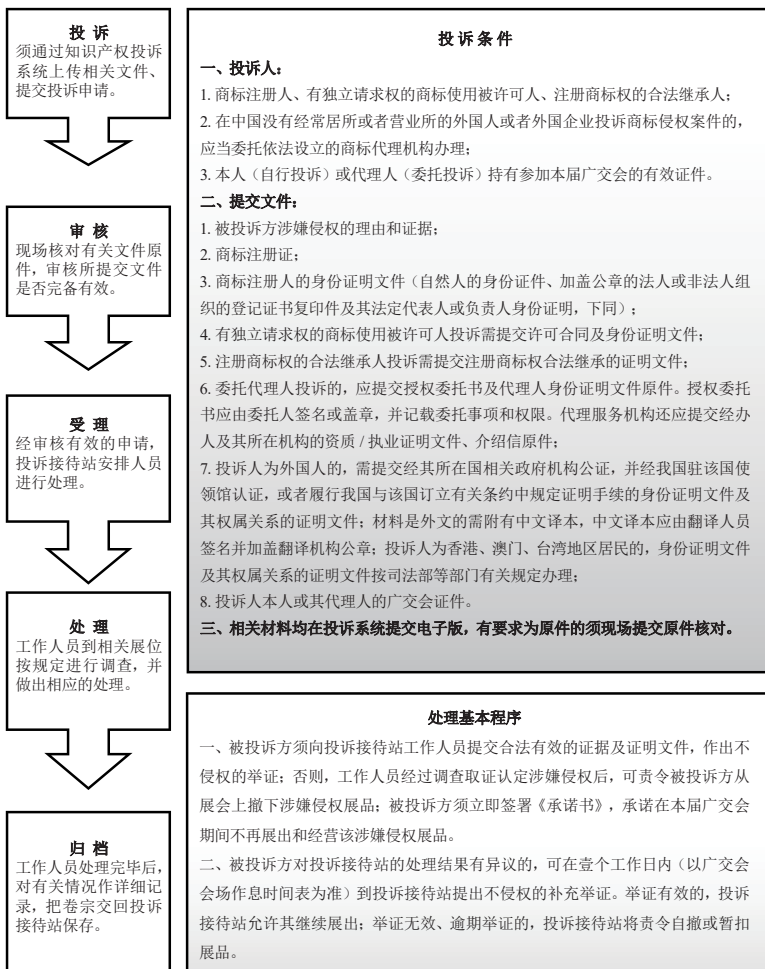 投 诉
须通过知识产权投诉
系统上传相关文件、
提交投诉申请。
审 核
现场核对有关文件原
件，审核所提交文件
是否完备有效。
受 理
经审核有效的申请，
投诉接待站安排人员
进行处理。
处 理
工作人员到相关展位
按规定进行调查，并
做出相应的处理。
归 档
工作人员处理完毕后，
对有关情况作详细记
录，把卷宗交回投诉
接待站保存。
投 诉 条 件
一、投诉人：
1. 商标注册人、有独立请求权的商标使用被许可人、注册商标权的合法继承人；
2. 在中国没有经常居所或者营业所的外国人或者外国企业投诉商标侵权案件的，
应当委托依法设立的商标代理机构办理；
3. 本人（自行投诉）或代理人（委托投诉）持有参加本届广交会的有效证件。
二、提交文件：
1. 被投诉方涉嫌侵权的理由和证据；
2. 商标注册证；
3. 商标注册人的身份证明文件（自然人的身份证件、加盖公章的法人或非法人组
织的登记证书复印件及其法定代表人或负责人身份证明，下同）；
4. 有独立请求权的商标使用被许可人投诉需提交许可合同及身份证明文件；
5. 注册商标权的合法继承人投诉需提交注册商标权合法继承的证明文件；
6. 委托代理人投诉的，应提交授权委托书及代理人身份证明文件原件。授权委托
书应由委托人签名或盖章，并记载委托事项和权限。代理服务机构还应提交经办
人及其所在机构的资质 / 执业证明文件、介绍信原件；
7. 投诉人为外国人的，需提交经其所在国相关政府机构公证，并经我国驻该国使
领馆认证，或者履行我国与该国订立有关条约中规定证明手续的身份证明文件及
其权属关系的证明文件；材料是外文的需附有中文译本，中文译本应由翻译人员
签名并加盖翻译机构公章；投诉人为香港、澳门、台湾地区居民的，身份证明文件
及其权属关系的证明文件按司法部等部门有关规定办理；
8. 投诉人本人或其代理人的广交会证件。
三、相关材料均在投诉系统提交电子版，有要求为原件的须现场提交原件核对。
处理基本程序
一、被投诉方须向投诉接待站工作人员提交合法有效的证据及证明文件，作出不
侵权的举证；否则，工作人员经过调查取证认定涉嫌侵权后，可责令被投诉方从
展会上撤下涉嫌侵权展品；被投诉方须立即签署《承诺书》，承诺在本届广交会
期间不再展出和经营该涉嫌侵权展品。
二、被投诉方对投诉接待站的处理结果有异议的，可在壹个工作日内（以广交会
会场作息时间表为准）到投诉接待站提出不侵权的补充举证。举证有效的，投诉
接待站允许其继续展出；举证无效、逾期举证的，投诉接待站将责令自撤或暂扣
展品。